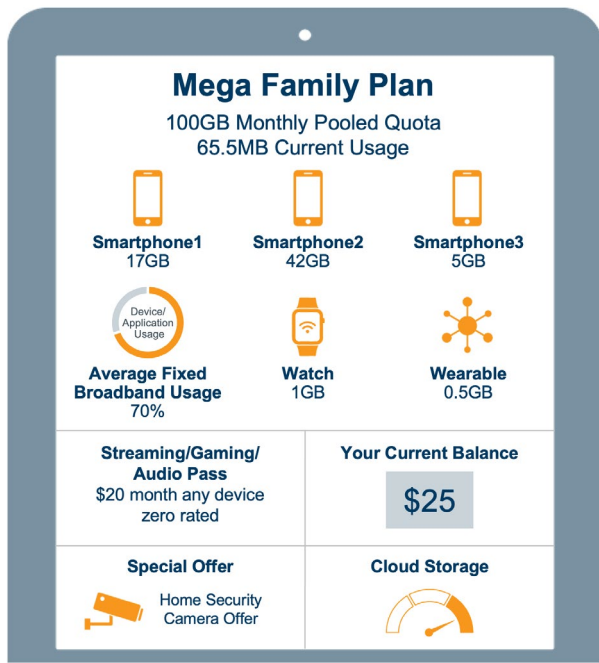 Mega Family Plan
100GB Monthly Pooled Quota
65.5MB Current Usage
Smartphone1
17GB
Smartphone2
42GB
Smartphone3
5GB
Device/
Application
Usage
Average Fixed
Broadband Usage
70%
Watch
1GB
Wearable
0.5GB
Streaming/Gaming/
Audio Pass
$20 month any device
zero rated
Your Current Balance
$25
Special Offer
Home Security
Camera Offer
Cloud Storage